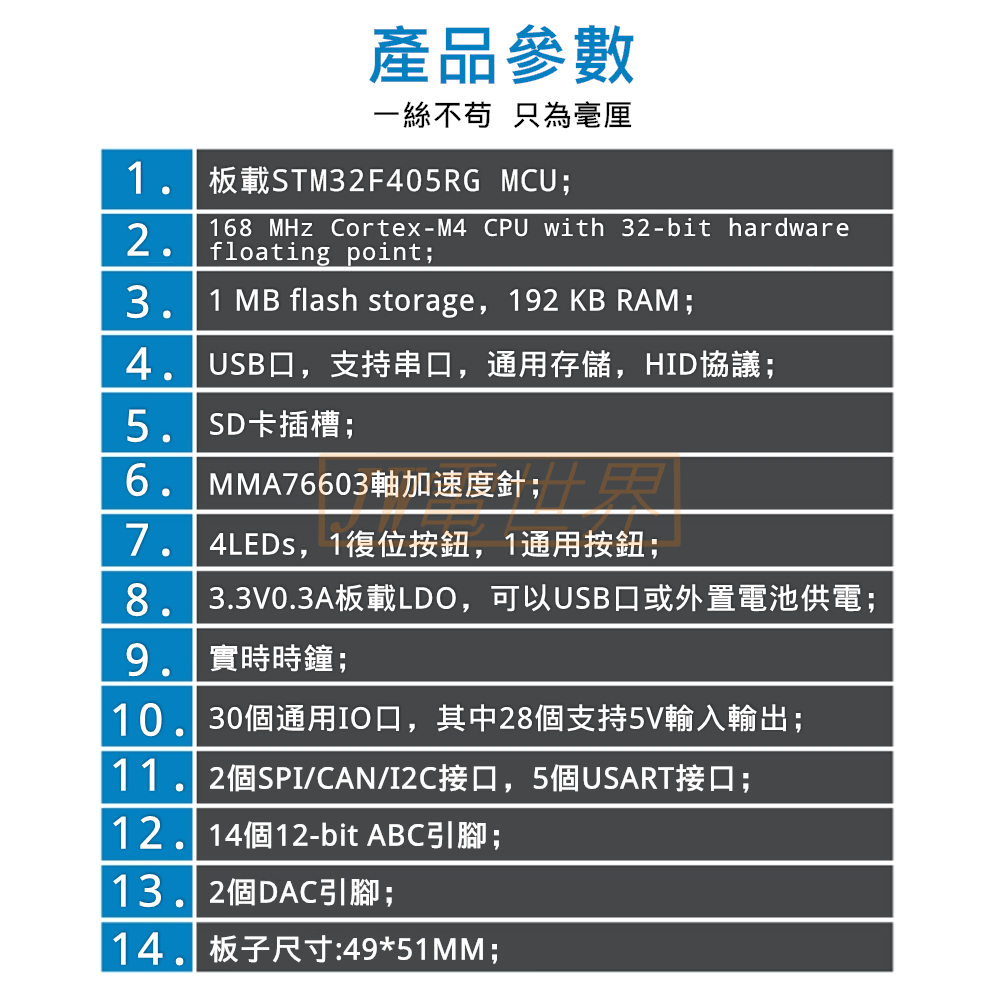 產品參數
一絲不苟 只為毫厘
1. 板載STM32F405RG MCU；
2. 168 MHz Cortex-M4 CPU with 32-bit hardware
floating point；
3. 1 MB flash storage，192 KB RAM；
4. USB口，支持串口，通用存儲，HID協議；
5. SD卡插槽；
6. MMA76603軸加速度針；
7. 4LEDs，1復位按鈕，1通用按鈕；
8. 3.3V0.3A板載LDO，可以USB口或外置電池供電；
9. 實時時鐘；
10. 30個通用IO口，其中28個支持5V輸入輸出；
11. 2個SPI/CAN/I2C接口，5個USART接口；
12. 14個12-bit ABC引腳；
13. 2個DAC引腳；
14. 板子尺寸:49*51MM；